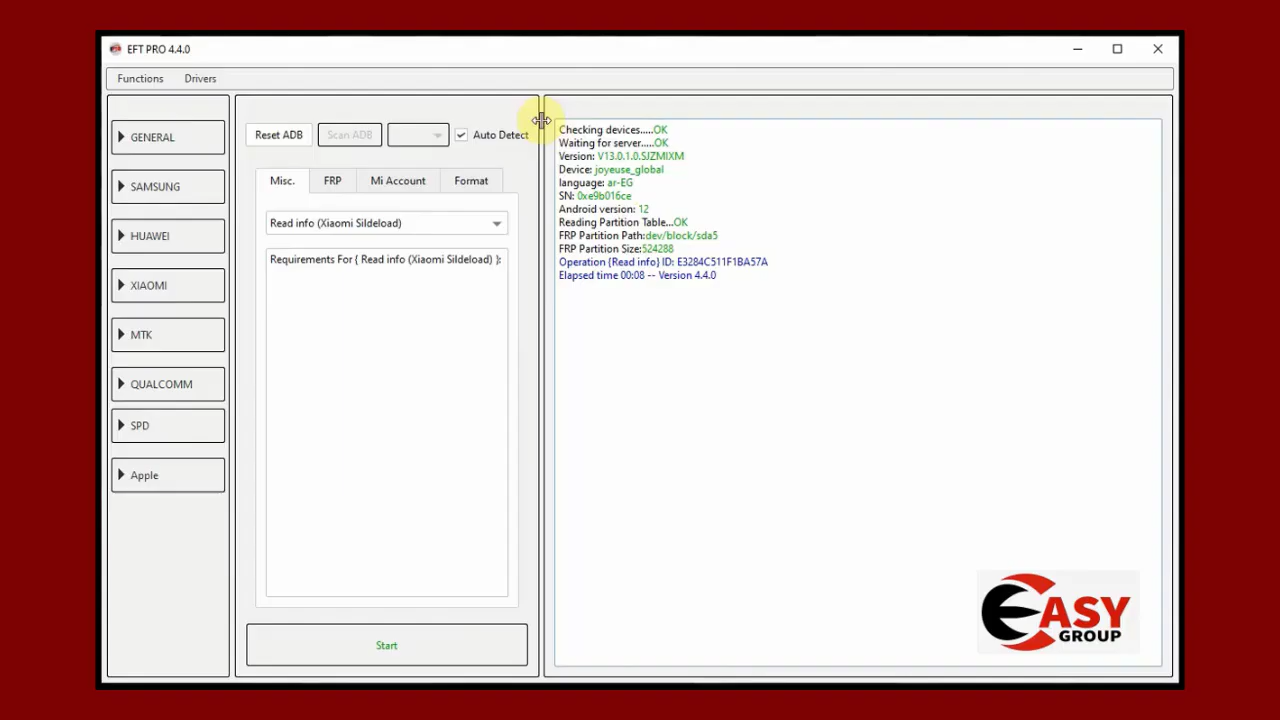 EFT PRO 4.4.0
Functions
Drivers
GENERAL
SAMSUNG
HUAWEI
XIAOMI
MTK
QUALCOMM
SPD
Apple
Reset ADB
Scan ADB
Auto Detect
Misc.
FRP
Mi Account
Format
Read info (Xiaomi Sildeload)
Requirements For { Read info (Xiaomi Sildeload) }:
Start
Checking devices.....OK
Waiting for server.....OK
Version: V13.0.1.0.SJZMIXM
Device: joyeuse_global
language: ar-EG
SN: 0xe9b016ce
Android version: 12
Reading Partition Table...OK
FRP Partition Path:dev/block/sda5
FRP Partition Size:524288
Operation {Read info} ID: E3284C511F1BA57A
Elapsed time 00:08 -- Version 4.4.0
EASY
GROUP